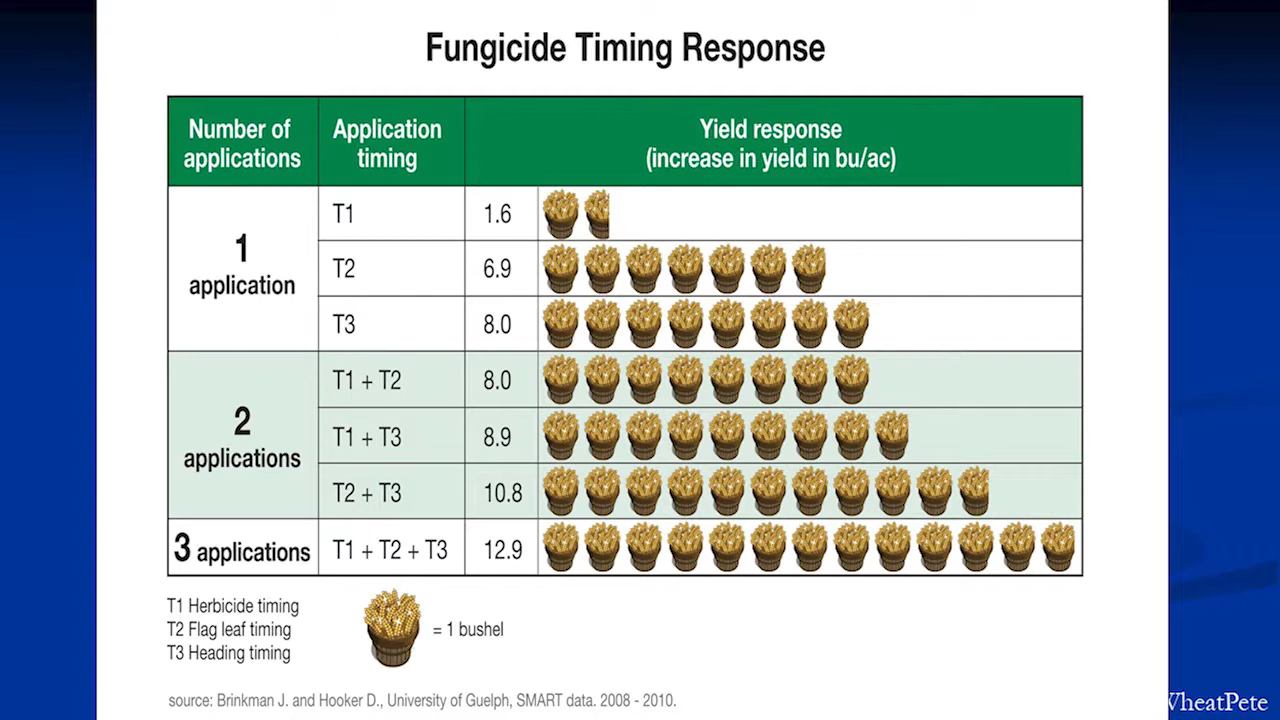 Fungicide Timing Response
Number of applications
Application timing
Yield response
(increase in yield in bu/ac)
1 application
T1 1.6
T2 6.9
T3 8.0
2 applications
T1 + T2 8.0
T1 + T3 8.9
T2 + T3 10.8
3 applications
T1 + T2 + T3 12.9
T1 Herbicide timing
T2 Flag leaf timing
T3 Heading timing
= 1 bushel
source: Brinkman J. and Hooker D., University of Guelph, SMART data. 2008 - 2010.
WheatPete